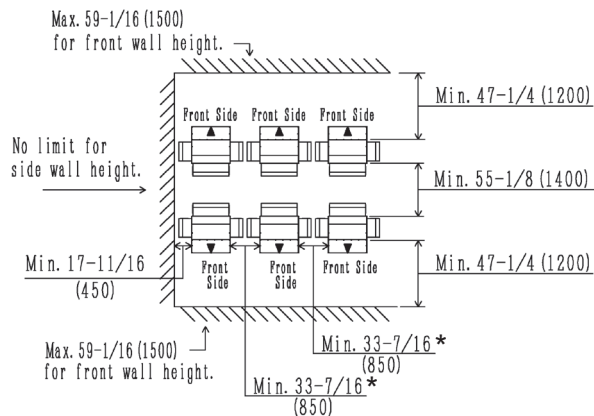 Max. 59-1/16 (1500)
for front wall height.
Min. 47-1/4 (1200)
Front Side Front Side Front Side
No limit for
side wall height.
Min. 55-1/8 (1400)
Min. 17-11/16
(450)
Front
Side
Front
Side
Front Side
Min. 47-1/4 (1200)
Max. 59-1/16 (1500)
for front wall height.
Min. 33-7/16*
(850)
Min. 33-7/16*
(850)